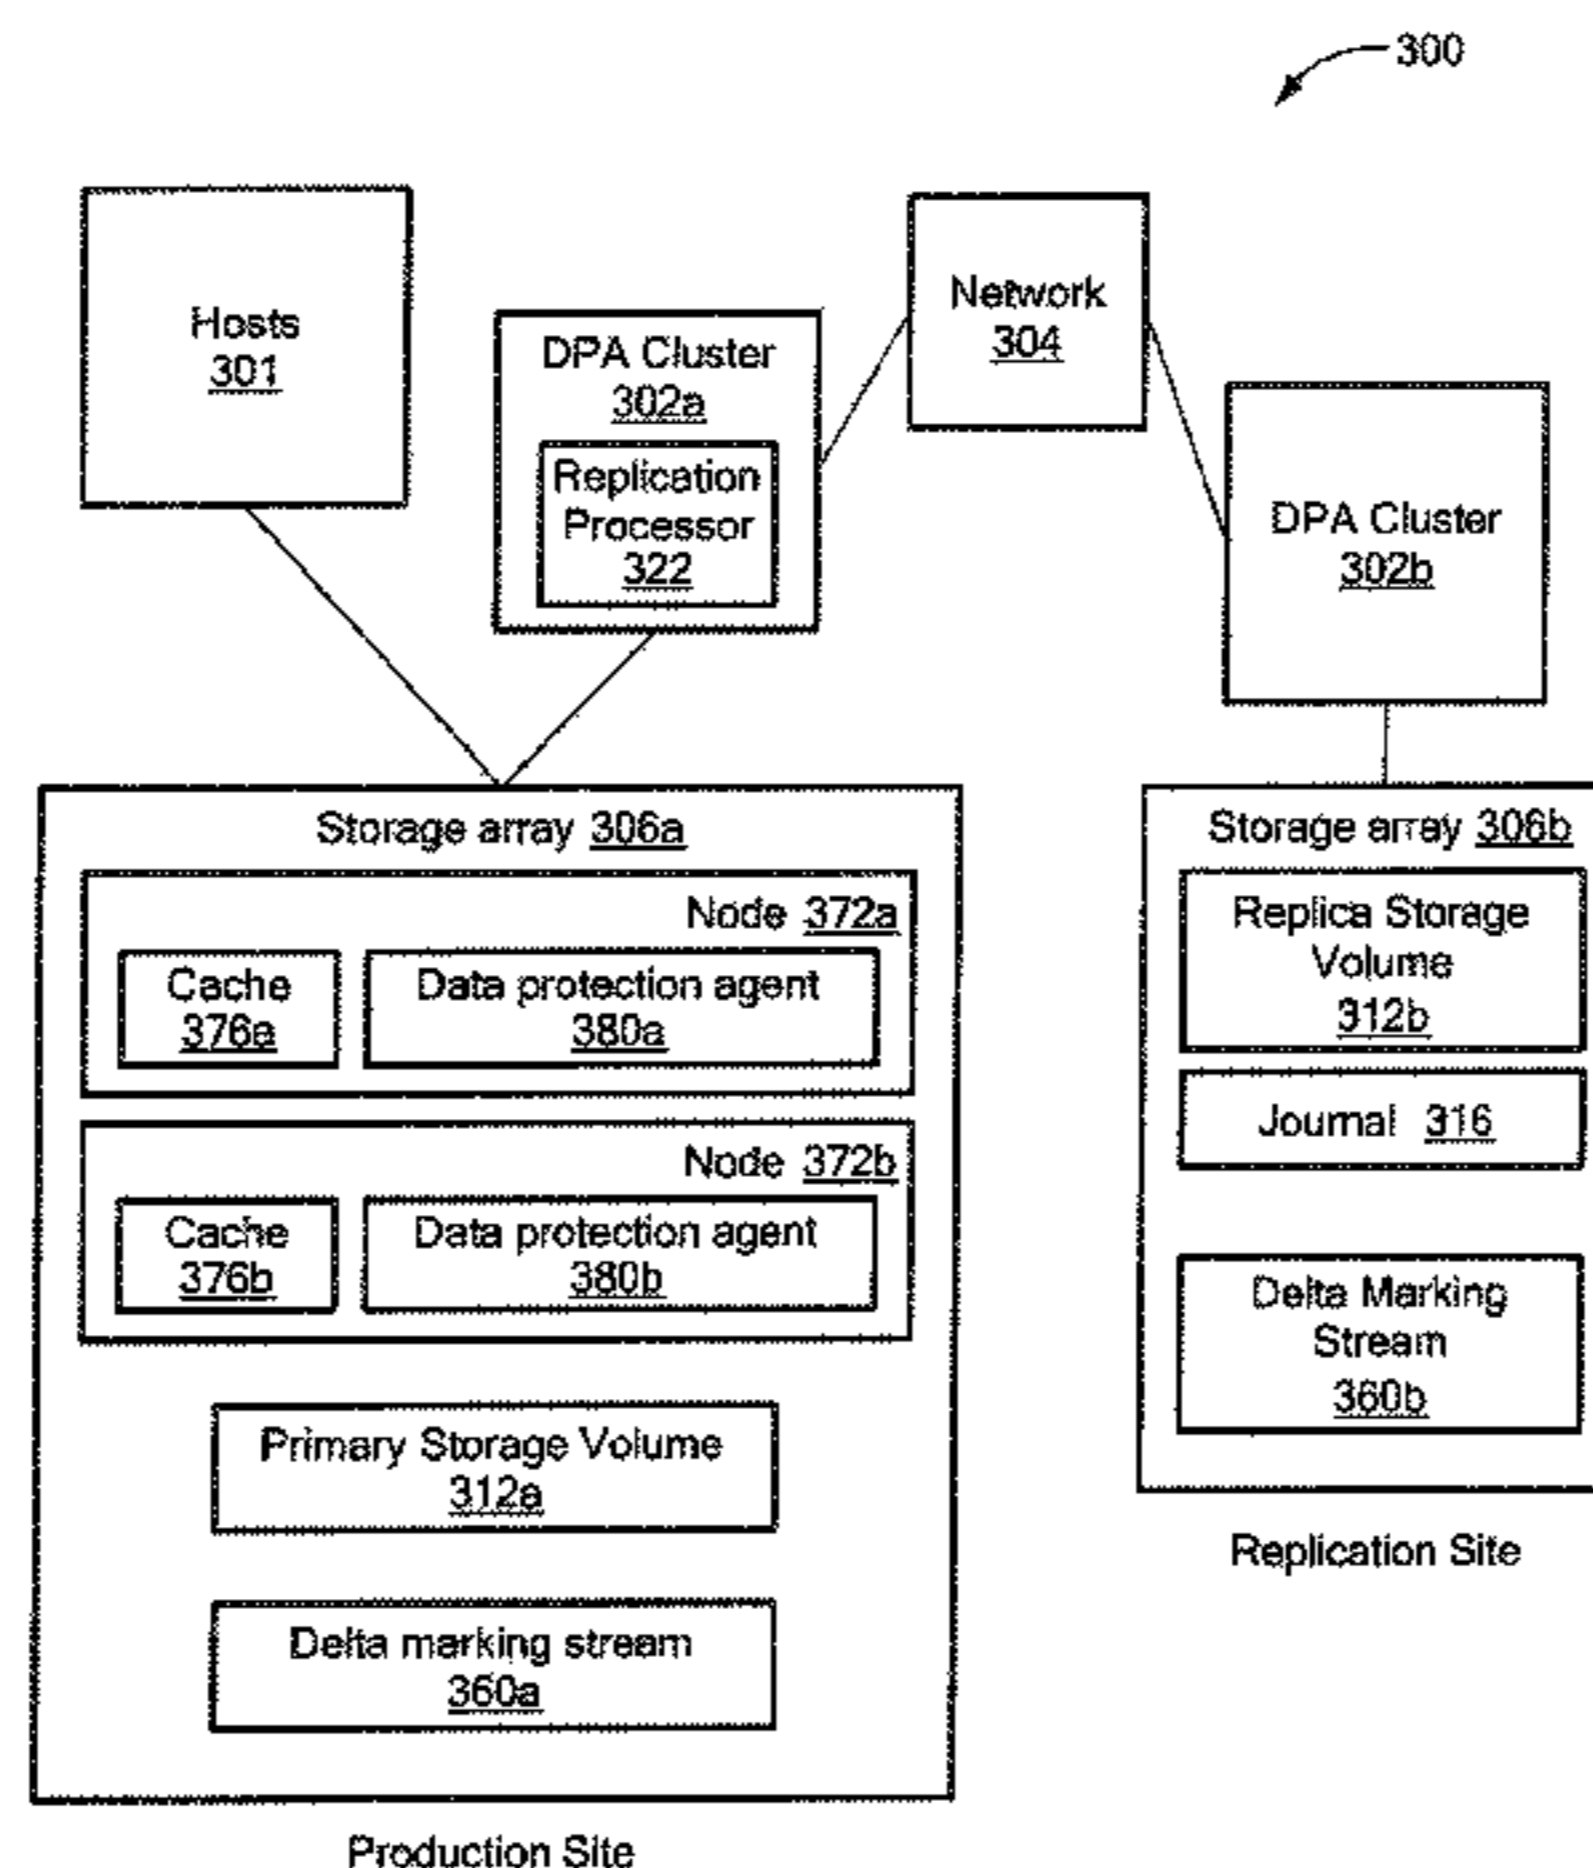 300
Hosts
301
DPA Cluster
302a
Replication
Processor
322
Network
304
DPA Cluster
302b
Storage array 306a
Node 372a
Cache
376a
Data protection agent
380a
Node 372b
Cache
376b
Data protection agent
380b
Primary Storage Volume
312a
Delta marking stream
360a
Production Site
Storage array 306b
Replica Storage
Volume
312b
Journal 316
Delta Marking
Stream
360b
Replication Site